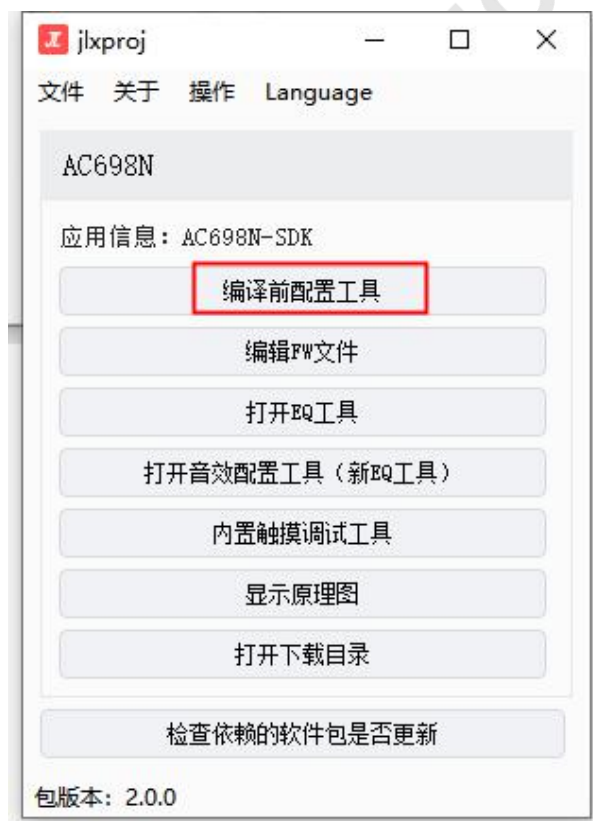 jlxproj
文件 关于 操作 Language
AC698N
应用信息: AC698N-SDK
编译前配置工具
编辑FW文件
打开EQ工具
打开音效配置工具(新EQ工具)
内置触摸调试工具
显示原理图
打开下载目录
检查依赖的软件包是否更新
包版本: 2.0.0